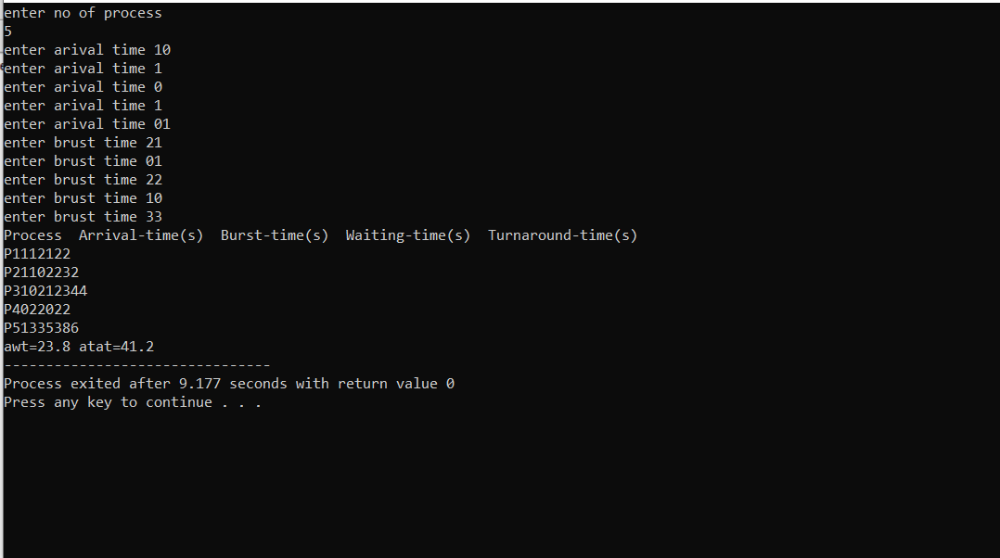 enter no of process
5
enter arival time 10
enter arival time 1
enter arival time 0
enter arival time 1
enter arival time 01
enter brust time 21
enter brust time 01
enter brust time 22
enter brust time 10
enter brust time 33
Process  Arrival-time(s)  Burst-time(s)  Waiting-time(s)  Turnaround-time(s)
P1112122
P21102232
P310212344
P4022022
P51335386
awt=23.8 atat=41.2
--------------------------------
Process exited after 9.177 seconds with return value 0
Press any key to continue . . .